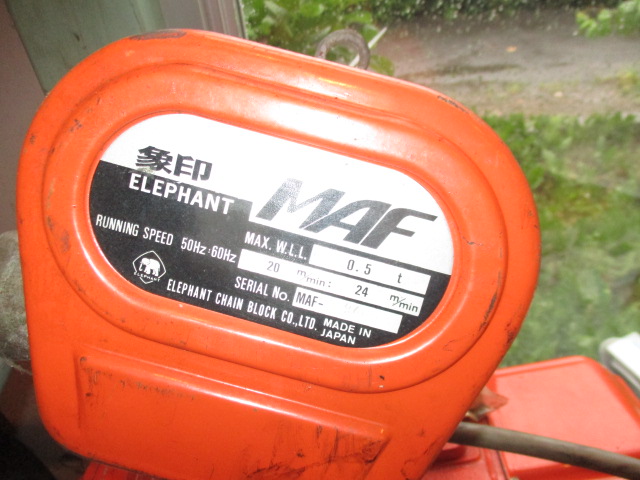 象印
ELEPHANT
MAF
MAX. W.L.L. 0.5 t
RUNNING SPEED 50Hz:60Hz 20 m/min: 24 m/min
SERIAL No. MAF-
ELEPHANT
ELEPHANT CHAIN BLOCK CO.,LTD. MADE IN
JAPAN